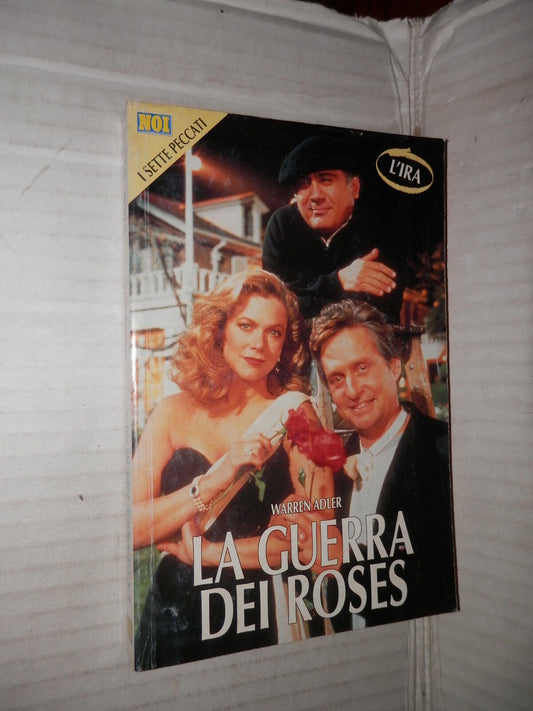 NOI
I SETTE PECCATI
L'IRA
WARREN ADLER
LA GUERRA
DEI ROSES